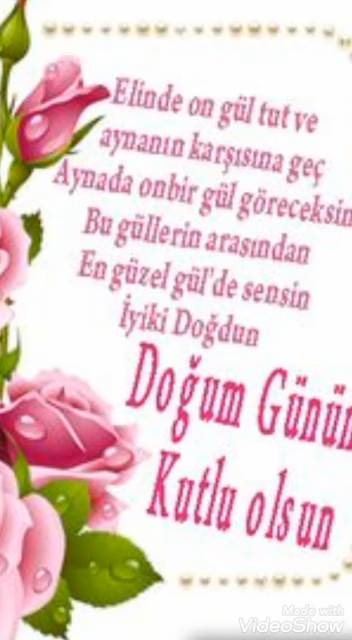 Elinde on gül tut ve
aynanın karşısına geç
Aynada onbir gül göreceksin
Bu güllerin arasından
En güzel gül'de sensin
İyiki Doğdun
Doğum Günün
Kutlu olsun
Made with
VideoShow